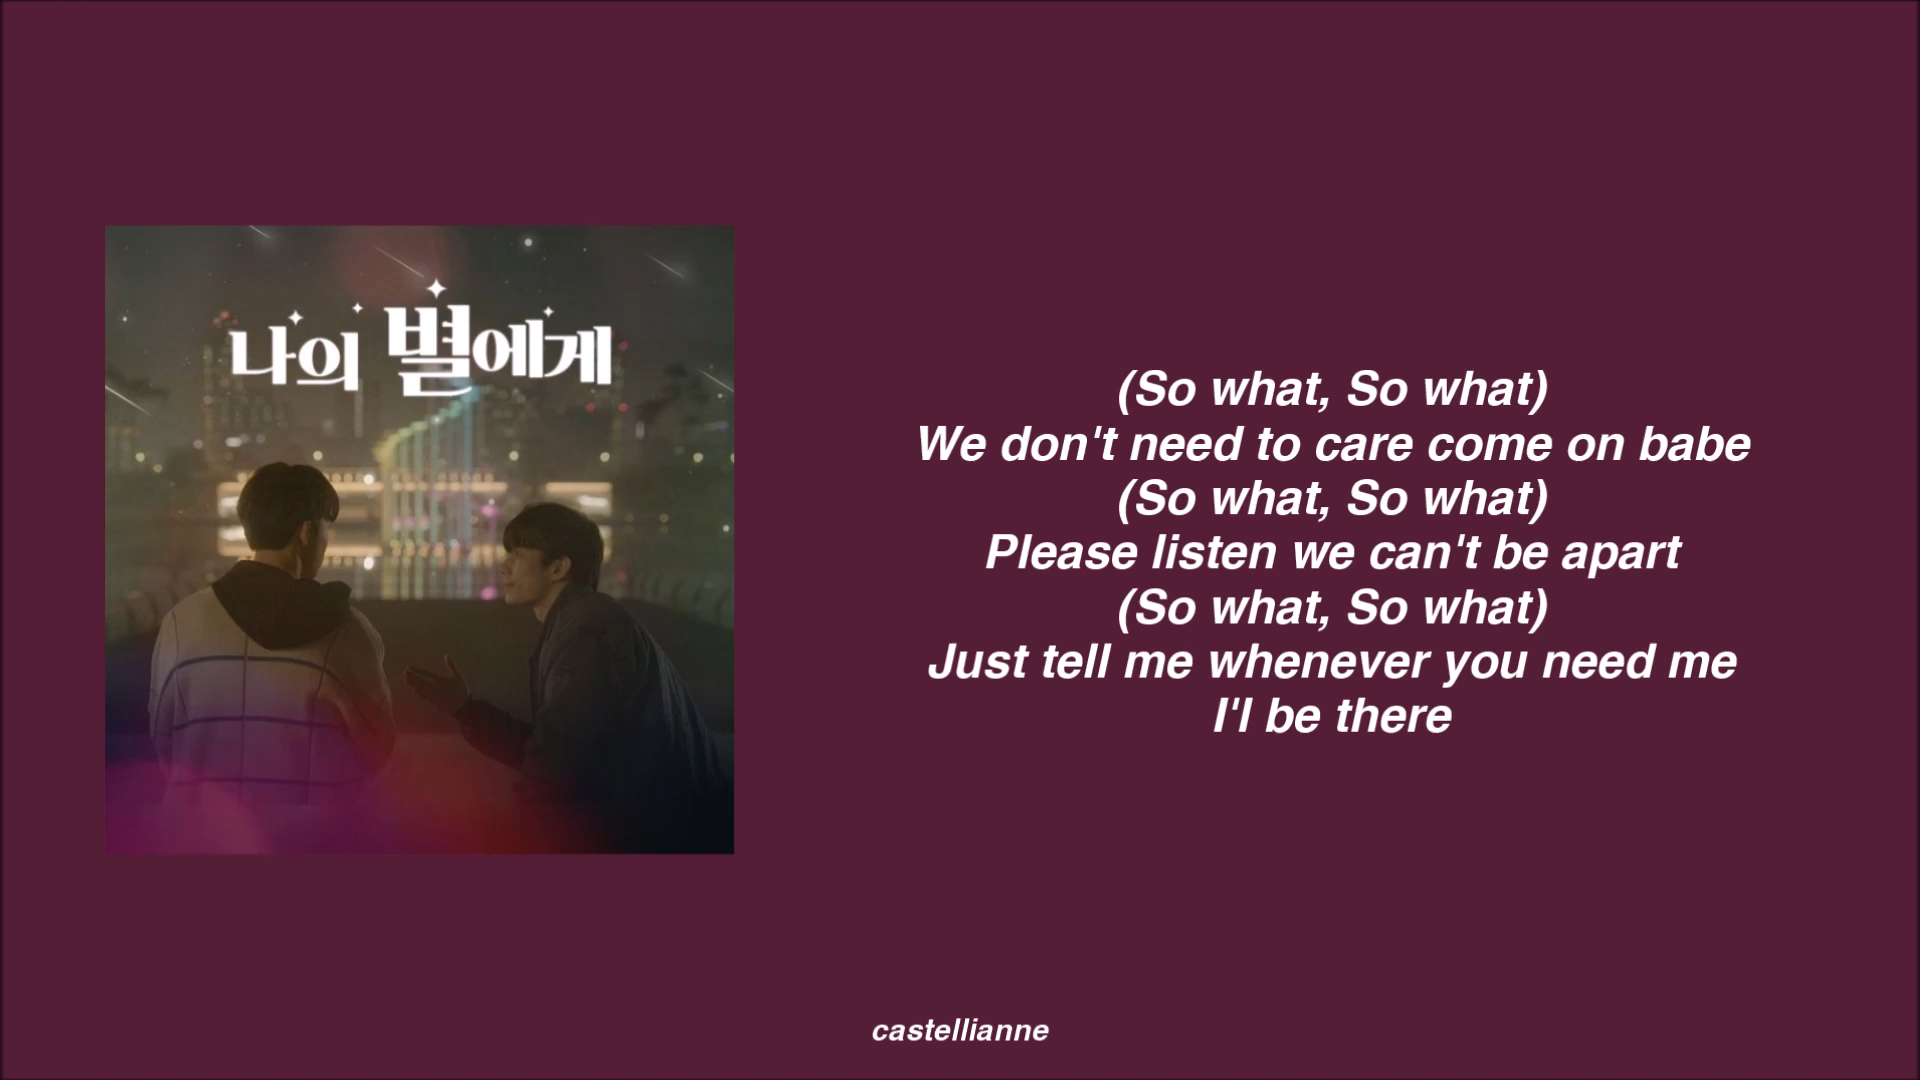 나의 별에게
(So what, So what)
We don't need to care come on babe
(So what, So what)
Please listen we can't be apart
(So what, So what)
Just tell me whenever you need me
I'l be there
castellianne